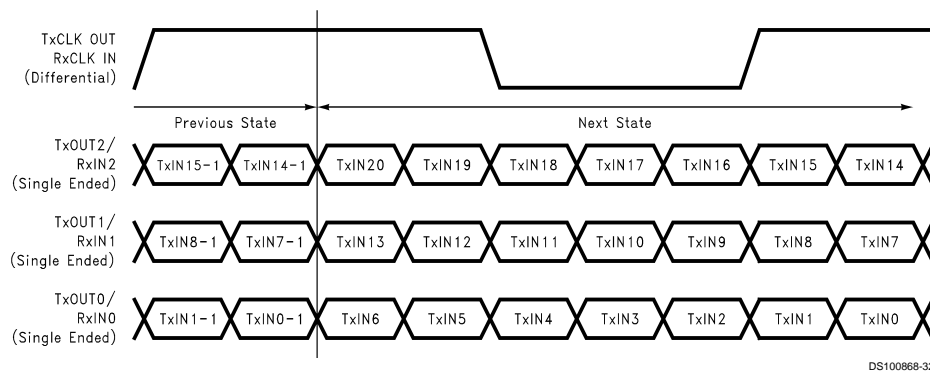 TxCLK OUT
RxCLK IN
(Differential)
Previous State
Next State
TxOUT2/
RxIN2
(Single Ended)
TxIN15-1 TxIN14-1 TxIN20 TxIN19 TxIN18 TxIN17 TxIN16 TxIN15 TxIN14
TxOUT1/
RxIN1
(Single Ended)
TxIN8-1 TxIN7-1 TxIN13 TxIN12 TxIN11 TxIN10 TxIN9 TxIN8 TxIN7
TxOUT0/
RxIN0
(Single Ended)
TxIN1-1 TxIN0-1 TxIN6 TxIN5 TxIN4 TxIN3 TxIN2 TxIN1 TxIN0
DS100868-32